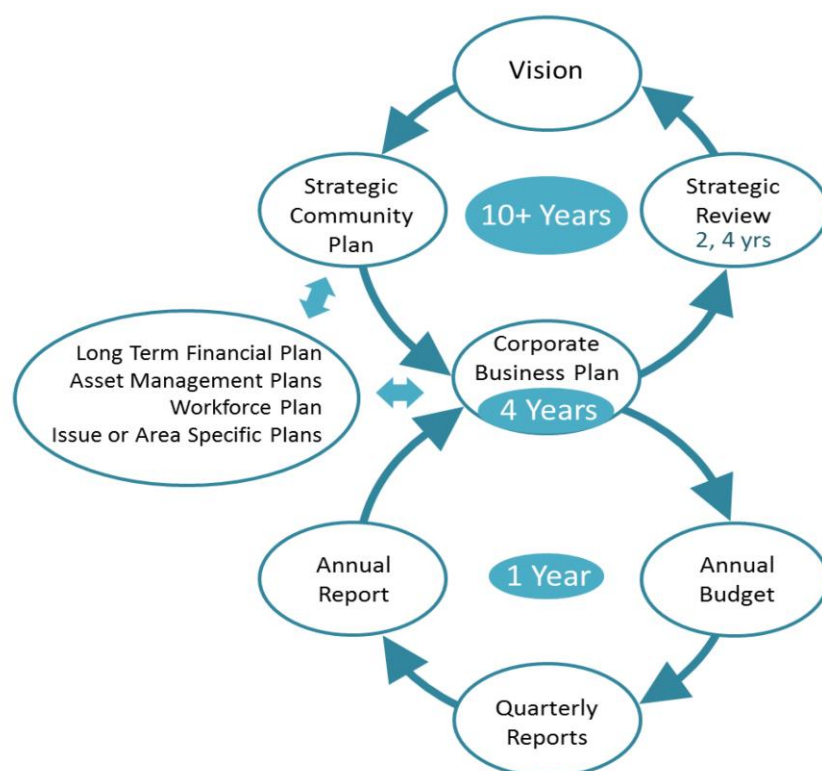 Vision
Strategic
Community
Plan
10+ Years
Strategic
Review
2, 4 yrs
Long Term Financial Plan
Asset Management Plans
Workforce Plan
Issue or Area Specific Plans
Corporate
Business Plan
4 Years
Annual
Report
1 Year
Annual
Budget
Quarterly
Reports